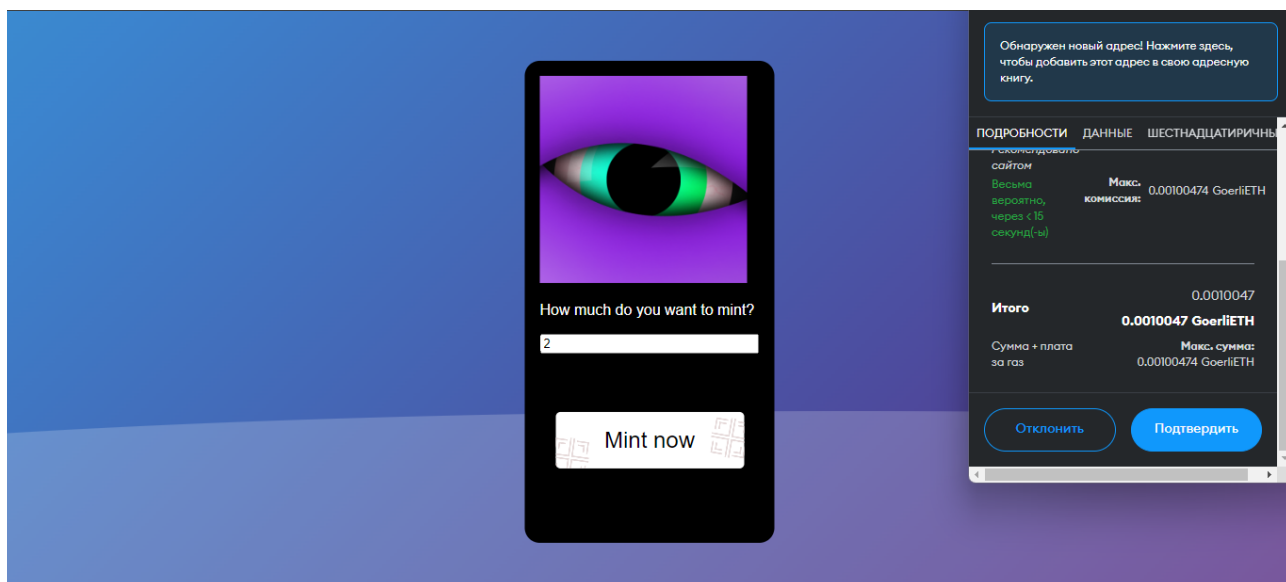 How much do you want to mint?
2
Mint now
Обнаружен новый адрес! Нажмите здесь,
чтобы добавить этот адрес в свою адресную
книгу.
ПОДРОБНОСТИ ДАННЫЕ ШЕСТНАДЦАТИРИЧНЫ
Рекомендовано
сайтом
Весьма
вероятно,
через < 15
секунд(-ы)
Макс.
комиссия:
0.00100474 GoerliETH
0.0010047
Итого
0.0010047 GoerliETH
Сумма + плата
за газ
Макс. сумма:
0.00100474 GoerliETH
Отклонить
Подтвердить